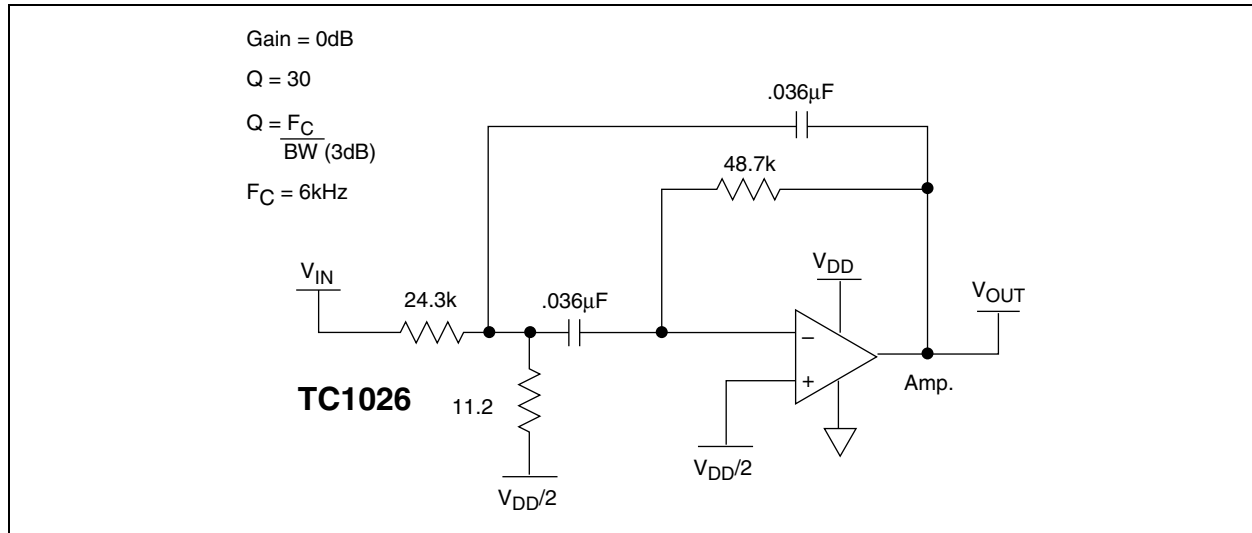 Gain = 0dB
Q = 30
Q = F_C
BW (3dB)
F_C = 6kHz
.036μF
48.7k
V_IN
24.3k
.036μF
V_DD
V_OUT
–
+
Amp.
TC1026
11.2
V_DD/2
V_DD/2